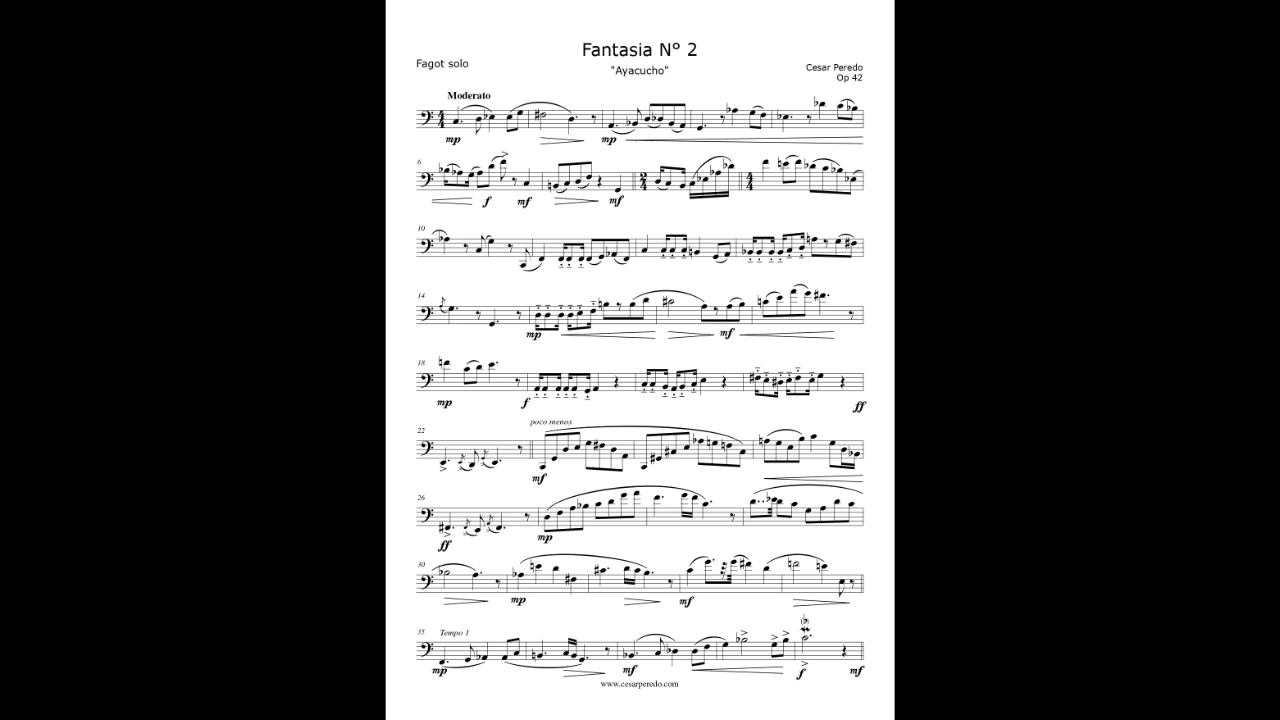 Fantasia N° 2
Fagot solo
"Ayacucho"
Cesar Peredo
Op 42
Moderato
mp mp
6
f mf mf
10
14
mp mf
18
mp f ff
poco menos
22
mf
26
ff mp
30
mp mf
35 Tempo 1
mp mf f mf
www.cesarperedo.com